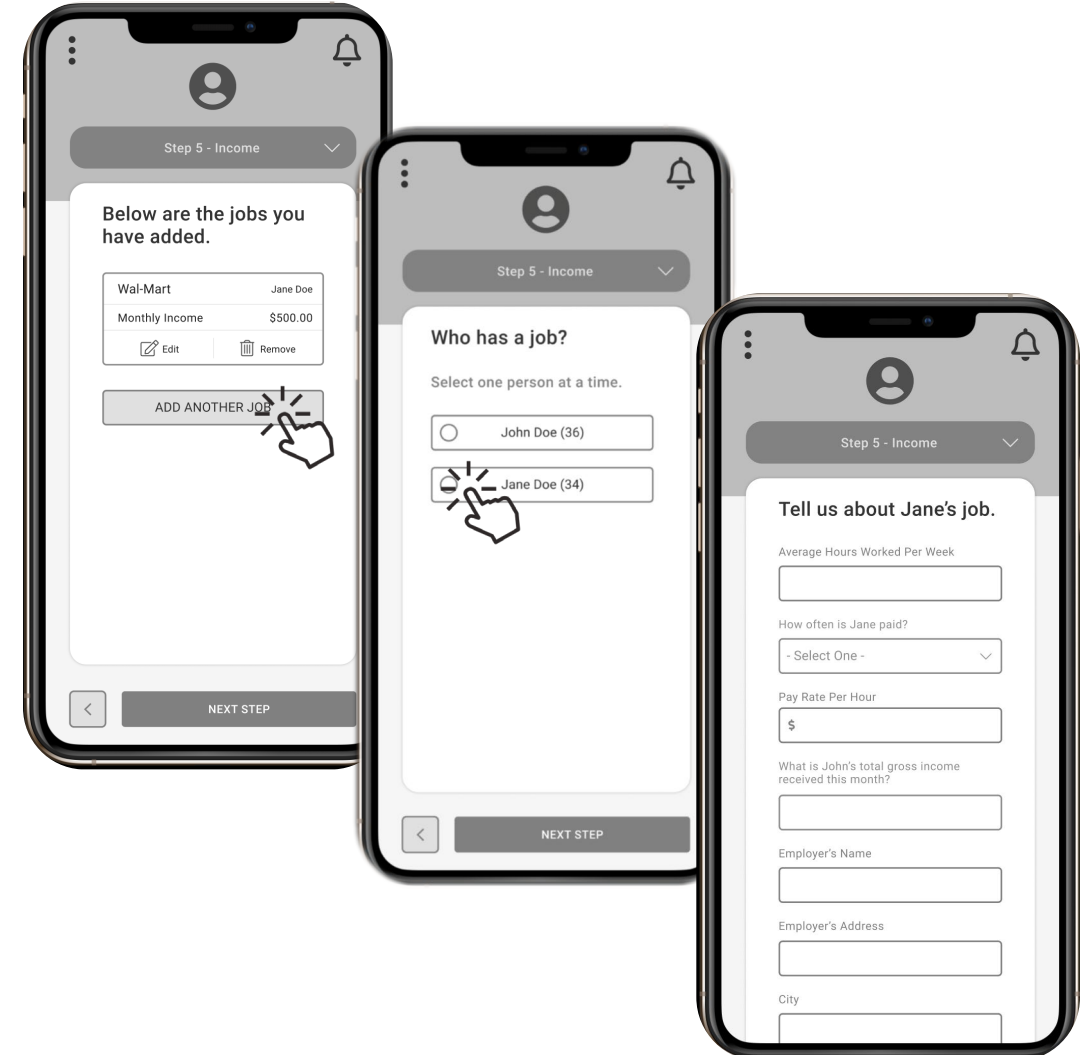 Step 5 - Income
Below are the jobs you
have added.
Wal-Mart
Jane Doe
Monthly Income
$500.00
Edit
Remove
ADD ANOTHER JOB
NEXT STEP
Step 5 - Income
Who has a job?
Select one person at a time.
John Doe (36)
Jane Doe (34)
NEXT STEP
Step 5 - Income
Tell us about Jane’s job.
Average Hours Worked Per Week
How often is Jane paid?
- Select One -
Pay Rate Per Hour
$
What is John’s total gross income
received this month?
Employer’s Name
Employer’s Address
City